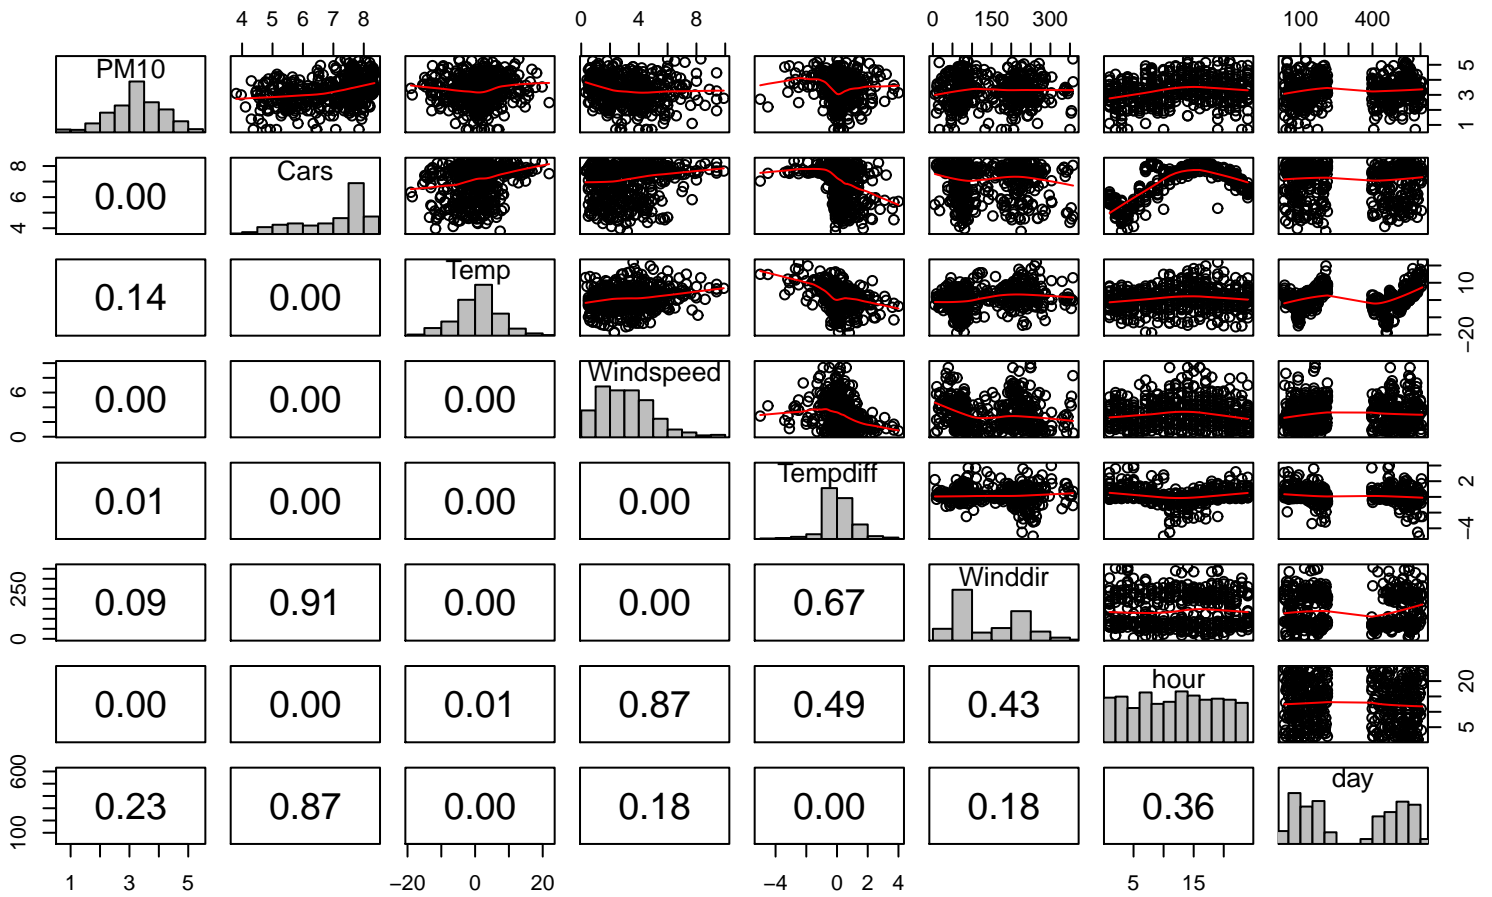 4 5 6 7 8 0 4 8 0 150 300 100 400
PM10
1 3 5
Cars
0.00
4 6 8
Temp
0.14 0.00
-20 10
Windspeed
0.00 0.00 0.00
0 6
Tempdiff
0.01 0.00 0.00 0.00
-4 2
Winddir
0.09 0.91 0.00 0.00 0.67
0 250
hour
0.00 0.00 0.01 0.87 0.49 0.43
5 20
day
0.23 0.87 0.00 0.18 0.00 0.18 0.36
100 600
1 3 5 −20 0 20 −4 0 2 4 5 15